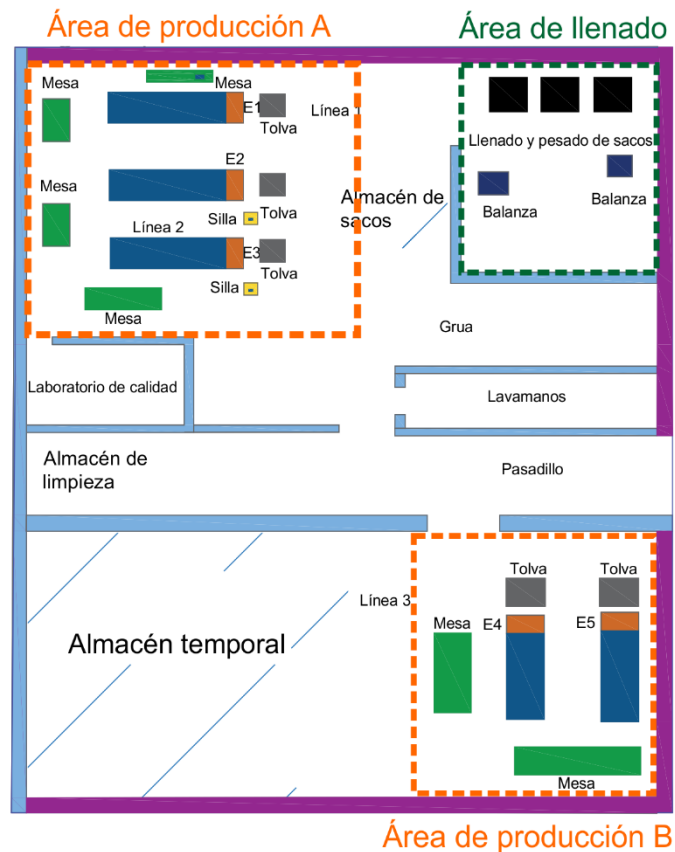 Área de producción A
Área de llenado
Mesa
Mesa
E1
Tolva
Línea 1
Llenado y pesado de sacos
E2
Mesa
Tolva
Almacén de
sacos
Balanza
Balanza
Silla
Línea 2
E3
Tolva
Silla
Mesa
Grua
Laboratorio de calidad
Lavamanos
Almacén de
limpieza
Pasadillo
Tolva
Tolva
Línea 3
Mesa
E4
E5
Almacén temporal
Mesa
Área de producción B